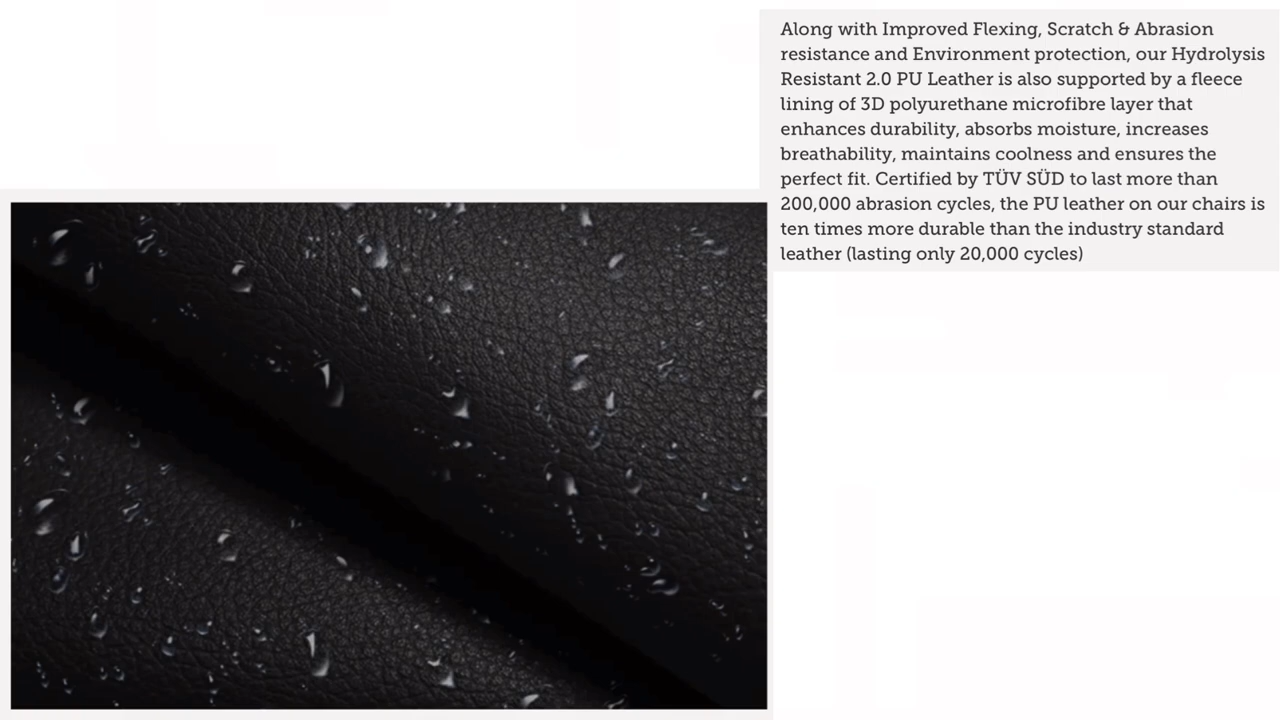 Along with Improved Flexing, Scratch & Abrasion
resistance and Environment protection, our Hydrolysis
Resistant 2.0 PU Leather is also supported by a fleece
lining of 3D polyurethane microfibre layer that
enhances durability, absorbs moisture, increases
breathability, maintains coolness and ensures the
perfect fit. Certified by TÜV SÜD to last more than
200,000 abrasion cycles, the PU leather on our chairs is
ten times more durable than the industry standard
leather (lasting only 20,000 cycles)